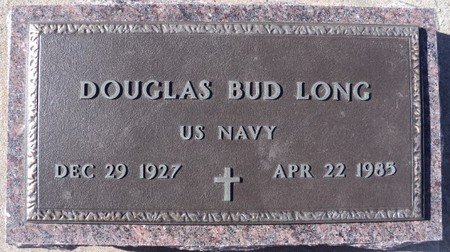 DOUGLAS BUD LONG
US NAVY
DEC 29 1927 APR 22 1985